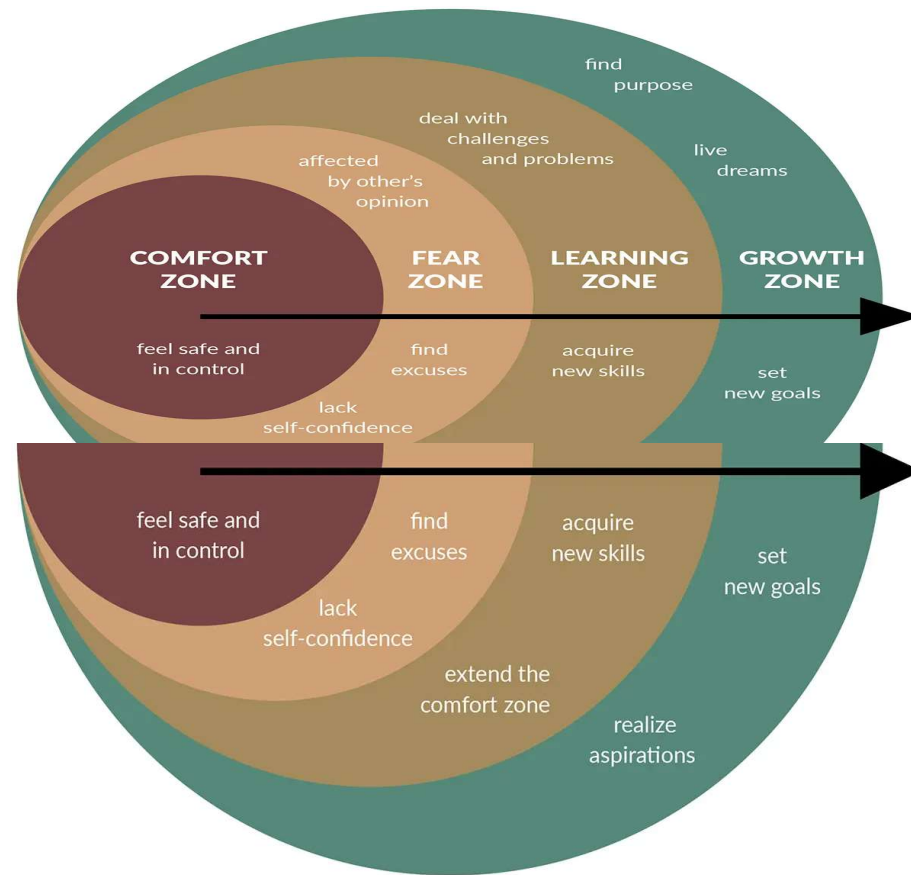 find
purpose
deal with
challenges
and problems
live
dreams
affected
by other's
opinion
COMFORT
ZONE
FEAR
ZONE
LEARNING
ZONE
GROWTH
ZONE
feel safe and
in control
find
excuses
acquire
new skills
set
new goals
lack
self-confidence
feel safe and
in control
find
excuses
acquire
new skills
set
new goals
lack
self-confidence
extend the
comfort zone
realize
aspirations